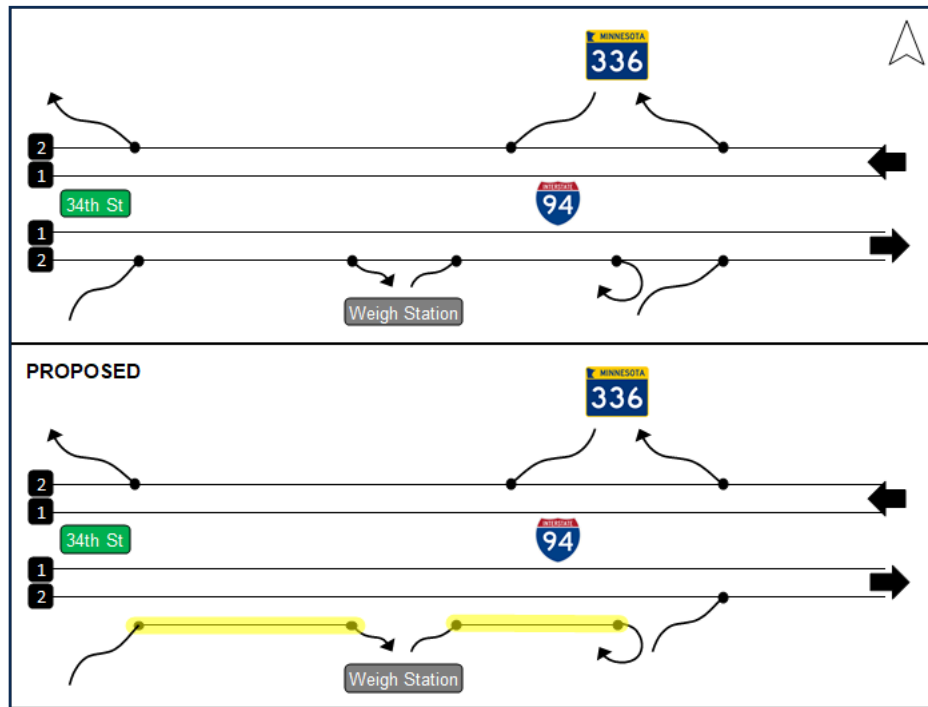 MINNESOTA
336
2
1
34th St
INTERSTATE
94
1
2
Weigh Station
PROPOSED
MINNESOTA
336
2
1
34th St
INTERSTATE
94
1
2
Weigh Station